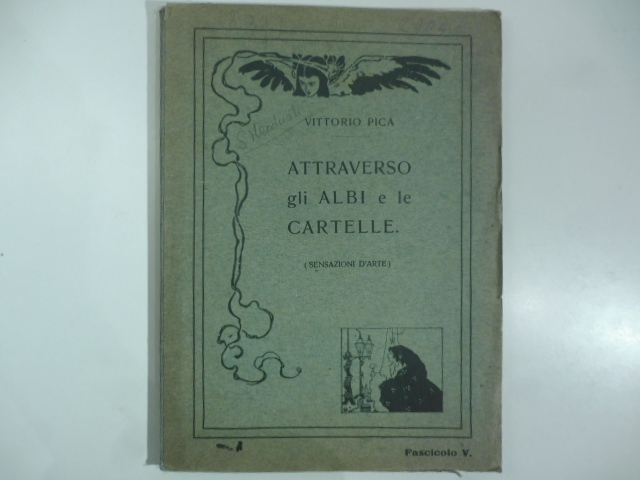 VITTORIO PICA
ATTRAVERSO
gli ALBI e le
CARTELLE.
(SENSAZIONI D'ARTE)
Fascicolo V.